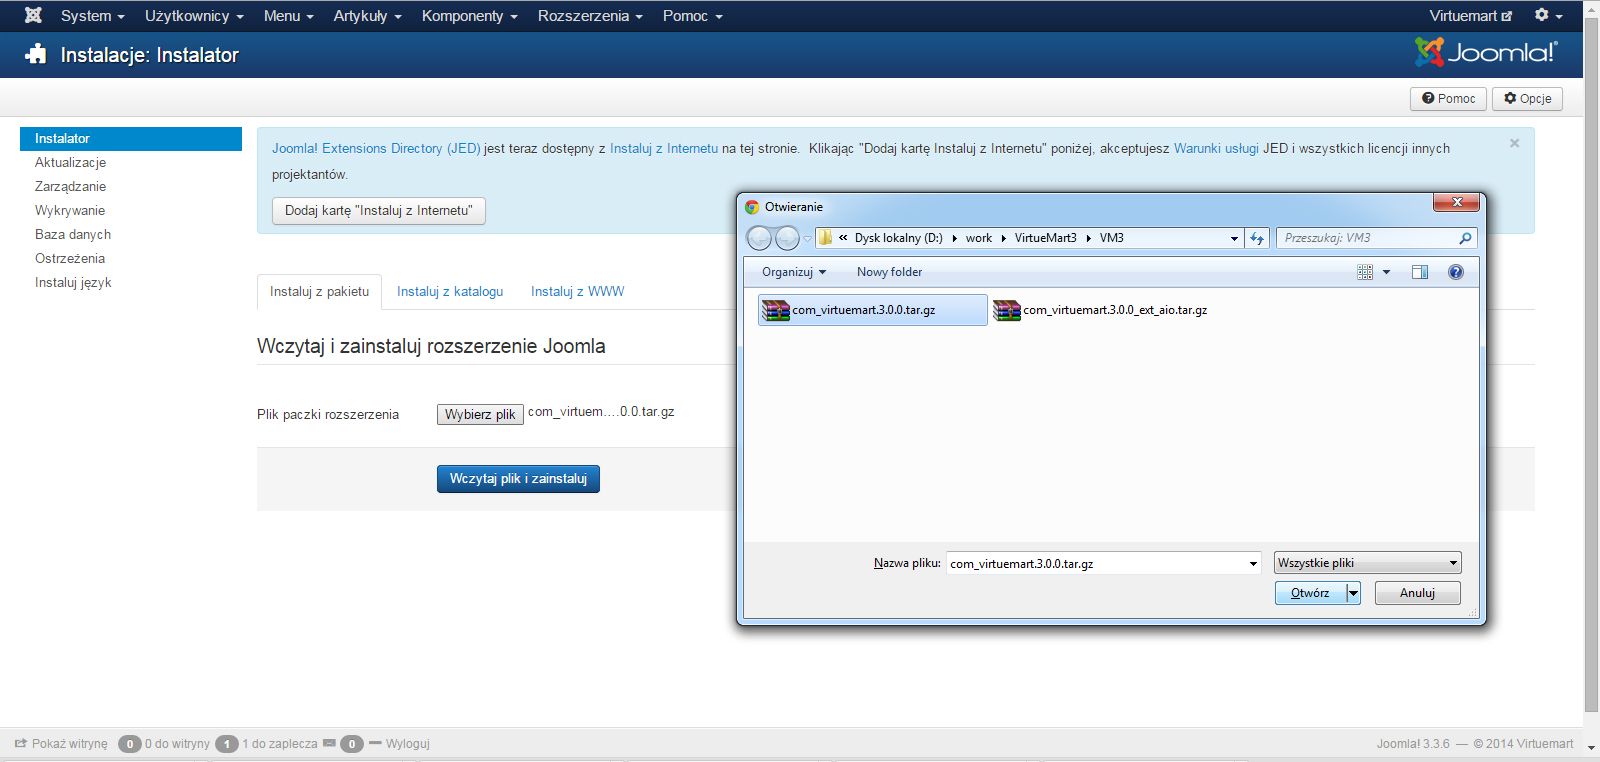 System Użytkownicy Menu Artykuły Komponenty Rozszerzenia Pomoc Virtuemart
Instalacje: Instalator
Joomla!®
Pomoc Opcje
Instalator
Aktualizacje
Zarządzanie
Wykrywanie
Baza danych
Ostrzeżenia
Instaluj język
Joomla! Extensions Directory (JED) jest teraz dostępny z Instaluj z Internetu na tej stronie. Klikając "Dodaj kartę Instaluj z Internetu" poniżej, akceptujesz Warunki usługi JED i wszystkich licencji innych
projektantów.
Dodaj kartę "Instaluj z Internetu"
Instaluj z pakietu Instaluj z katalogu Instaluj z WWW
Wczytaj i zainstaluj rozszerzenie Joomla
Plik paczki rozszerzenia Wybierz plik com_virtuem....0.0.tar.gz
Wczytaj plik i zainstaluj
Otwieranie
« Dysk lokalny (D:) work VirtueMart3 VM3 Przeszukaj: VM3
Organizuj Nowy folder
com_virtuemart.3.0.0.tar.gz com_virtuemart.3.0.0_ext_aio.tar.gz
Nazwa pliku: com_virtuemart.3.0.0.tar.gz Wszystkie pliki
Otwórz Anuluj
Pokaż witrynę 0 0 do witryny 1 1 do zaplecza 0 Wyloguj
Joomla! 3.3.6 — © 2014 Virtuemart